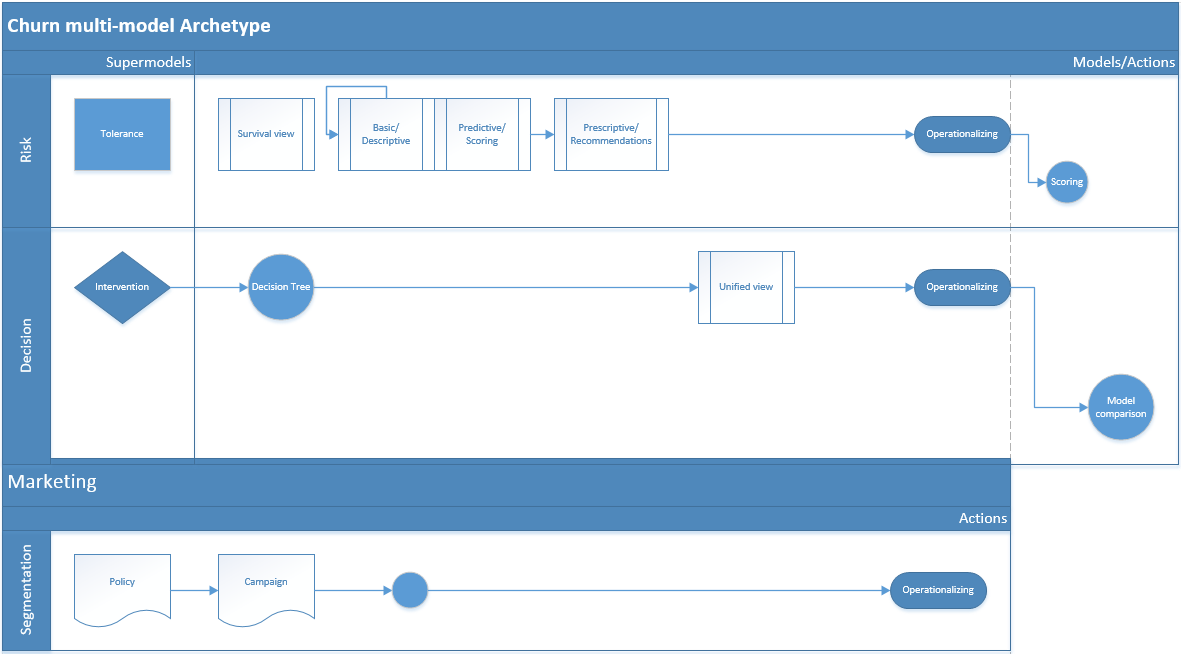 Churn multi-model Archetype
Supermodels
Models/Actions
Risk
Tolerance
Survival view
Basic/
Descriptive
Predictive/
Scoring
Prescriptive/
Recommendations
Operationalizing
Scoring
Decision
Intervention
Decision Tree
Unified view
Operationalizing
Model
comparison
Marketing
Actions
Segmentation
Policy
Campaign
Operationalizing